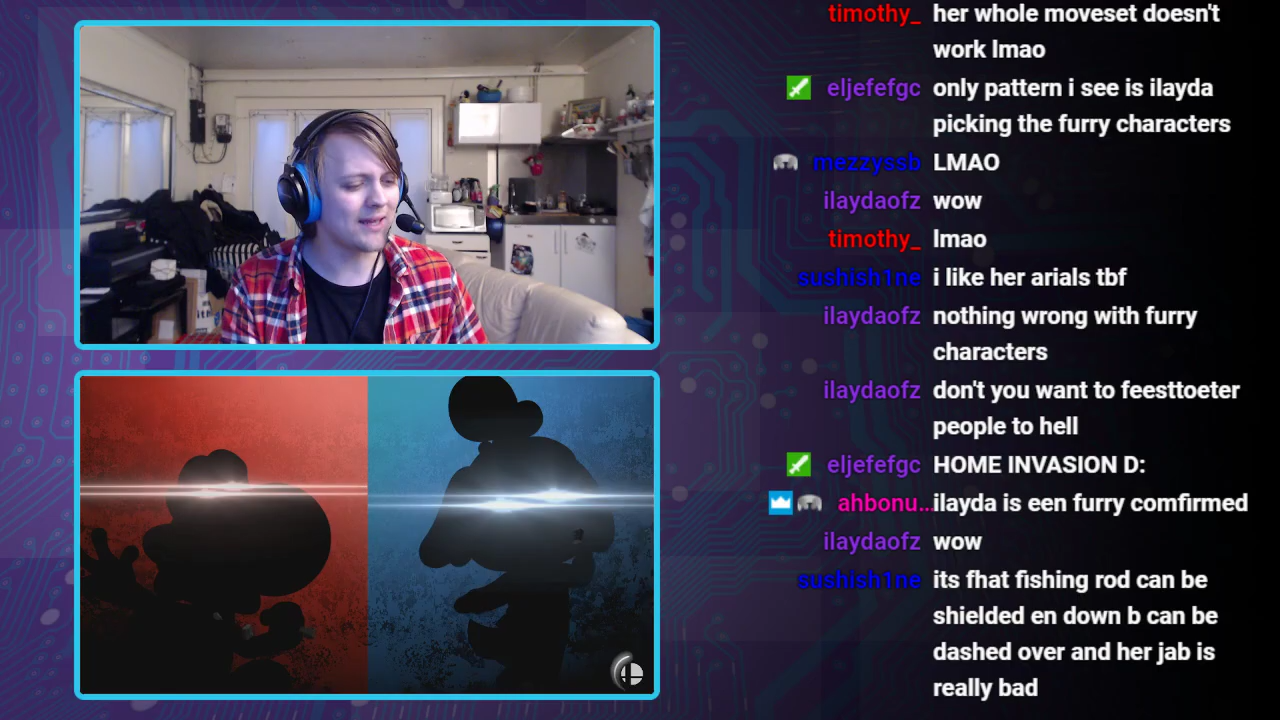 timothy_ her whole moveset doesn't
work lmao
eljefefgc only pattern i see is ilayda
picking the furry characters
mezzyssb LMAO
ilaydaofz wow
timothy_ lmao
sushish1ne i like her arials tbf
ilaydaofz nothing wrong with furry
characters
ilaydaofz don't you want to feesttoeter
people to hell
eljefefgc HOME INVASION D:
ahbonu... ilayda is een furry comfirmed
ilaydaofz wow
sushish1ne its fhat fishing rod can be
shielded en down b can be
dashed over and her jab is
really bad